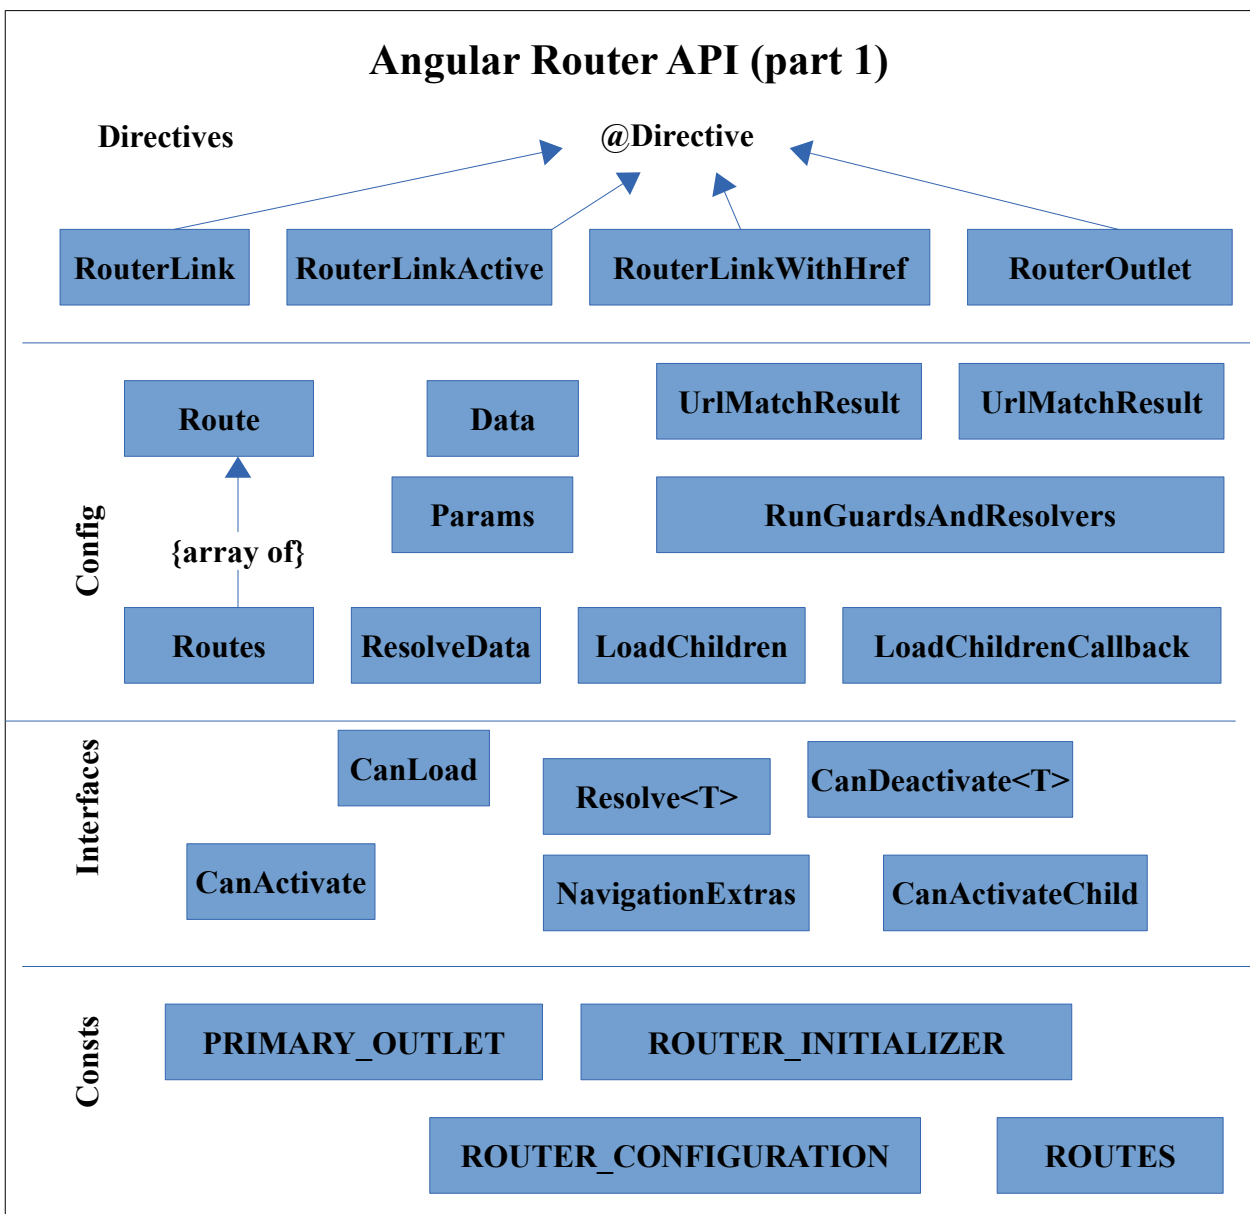 Angular Router API (part 1)
Directives
@Directive
RouterLink
RouterLinkActive
RouterLinkWithHref
RouterOutlet
Config
Route
Data
UrlMatchResult
UrlMatchResult
Params
RunGuardsAndResolvers
{array of}
Routes
ResolveData
LoadChildren
LoadChildrenCallback
Interfaces
CanLoad
Resolve<T>
CanDeactivate<T>
CanActivate
NavigationExtras
CanActivateChild
Consts
PRIMARY_OUTLET
ROUTER_INITIALIZER
ROUTER_CONFIGURATION
ROUTES